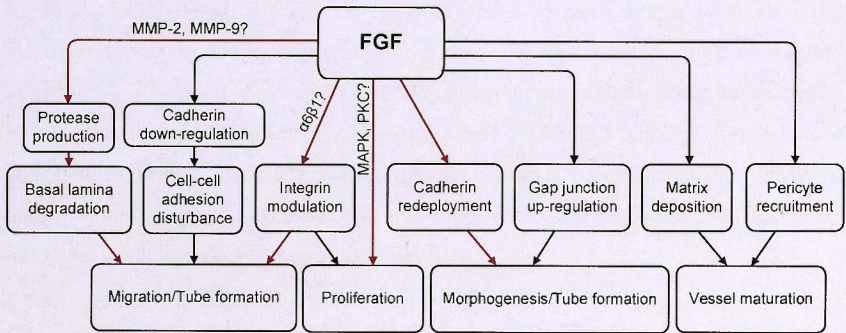 MMP-2, MMP-9?
FGF
α6β1?
MAPK, PKC?
Protease
production
Cadherin
down-regulation
Basal lamina
degradation
Cell-cell
adhesion
disturbance
Integrin
modulation
Cadherin
redeployment
Gap junction
up-regulation
Matrix
deposition
Pericyte
recruitment
Migration/Tube formation
Proliferation
Morphogenesis/Tube formation
Vessel maturation